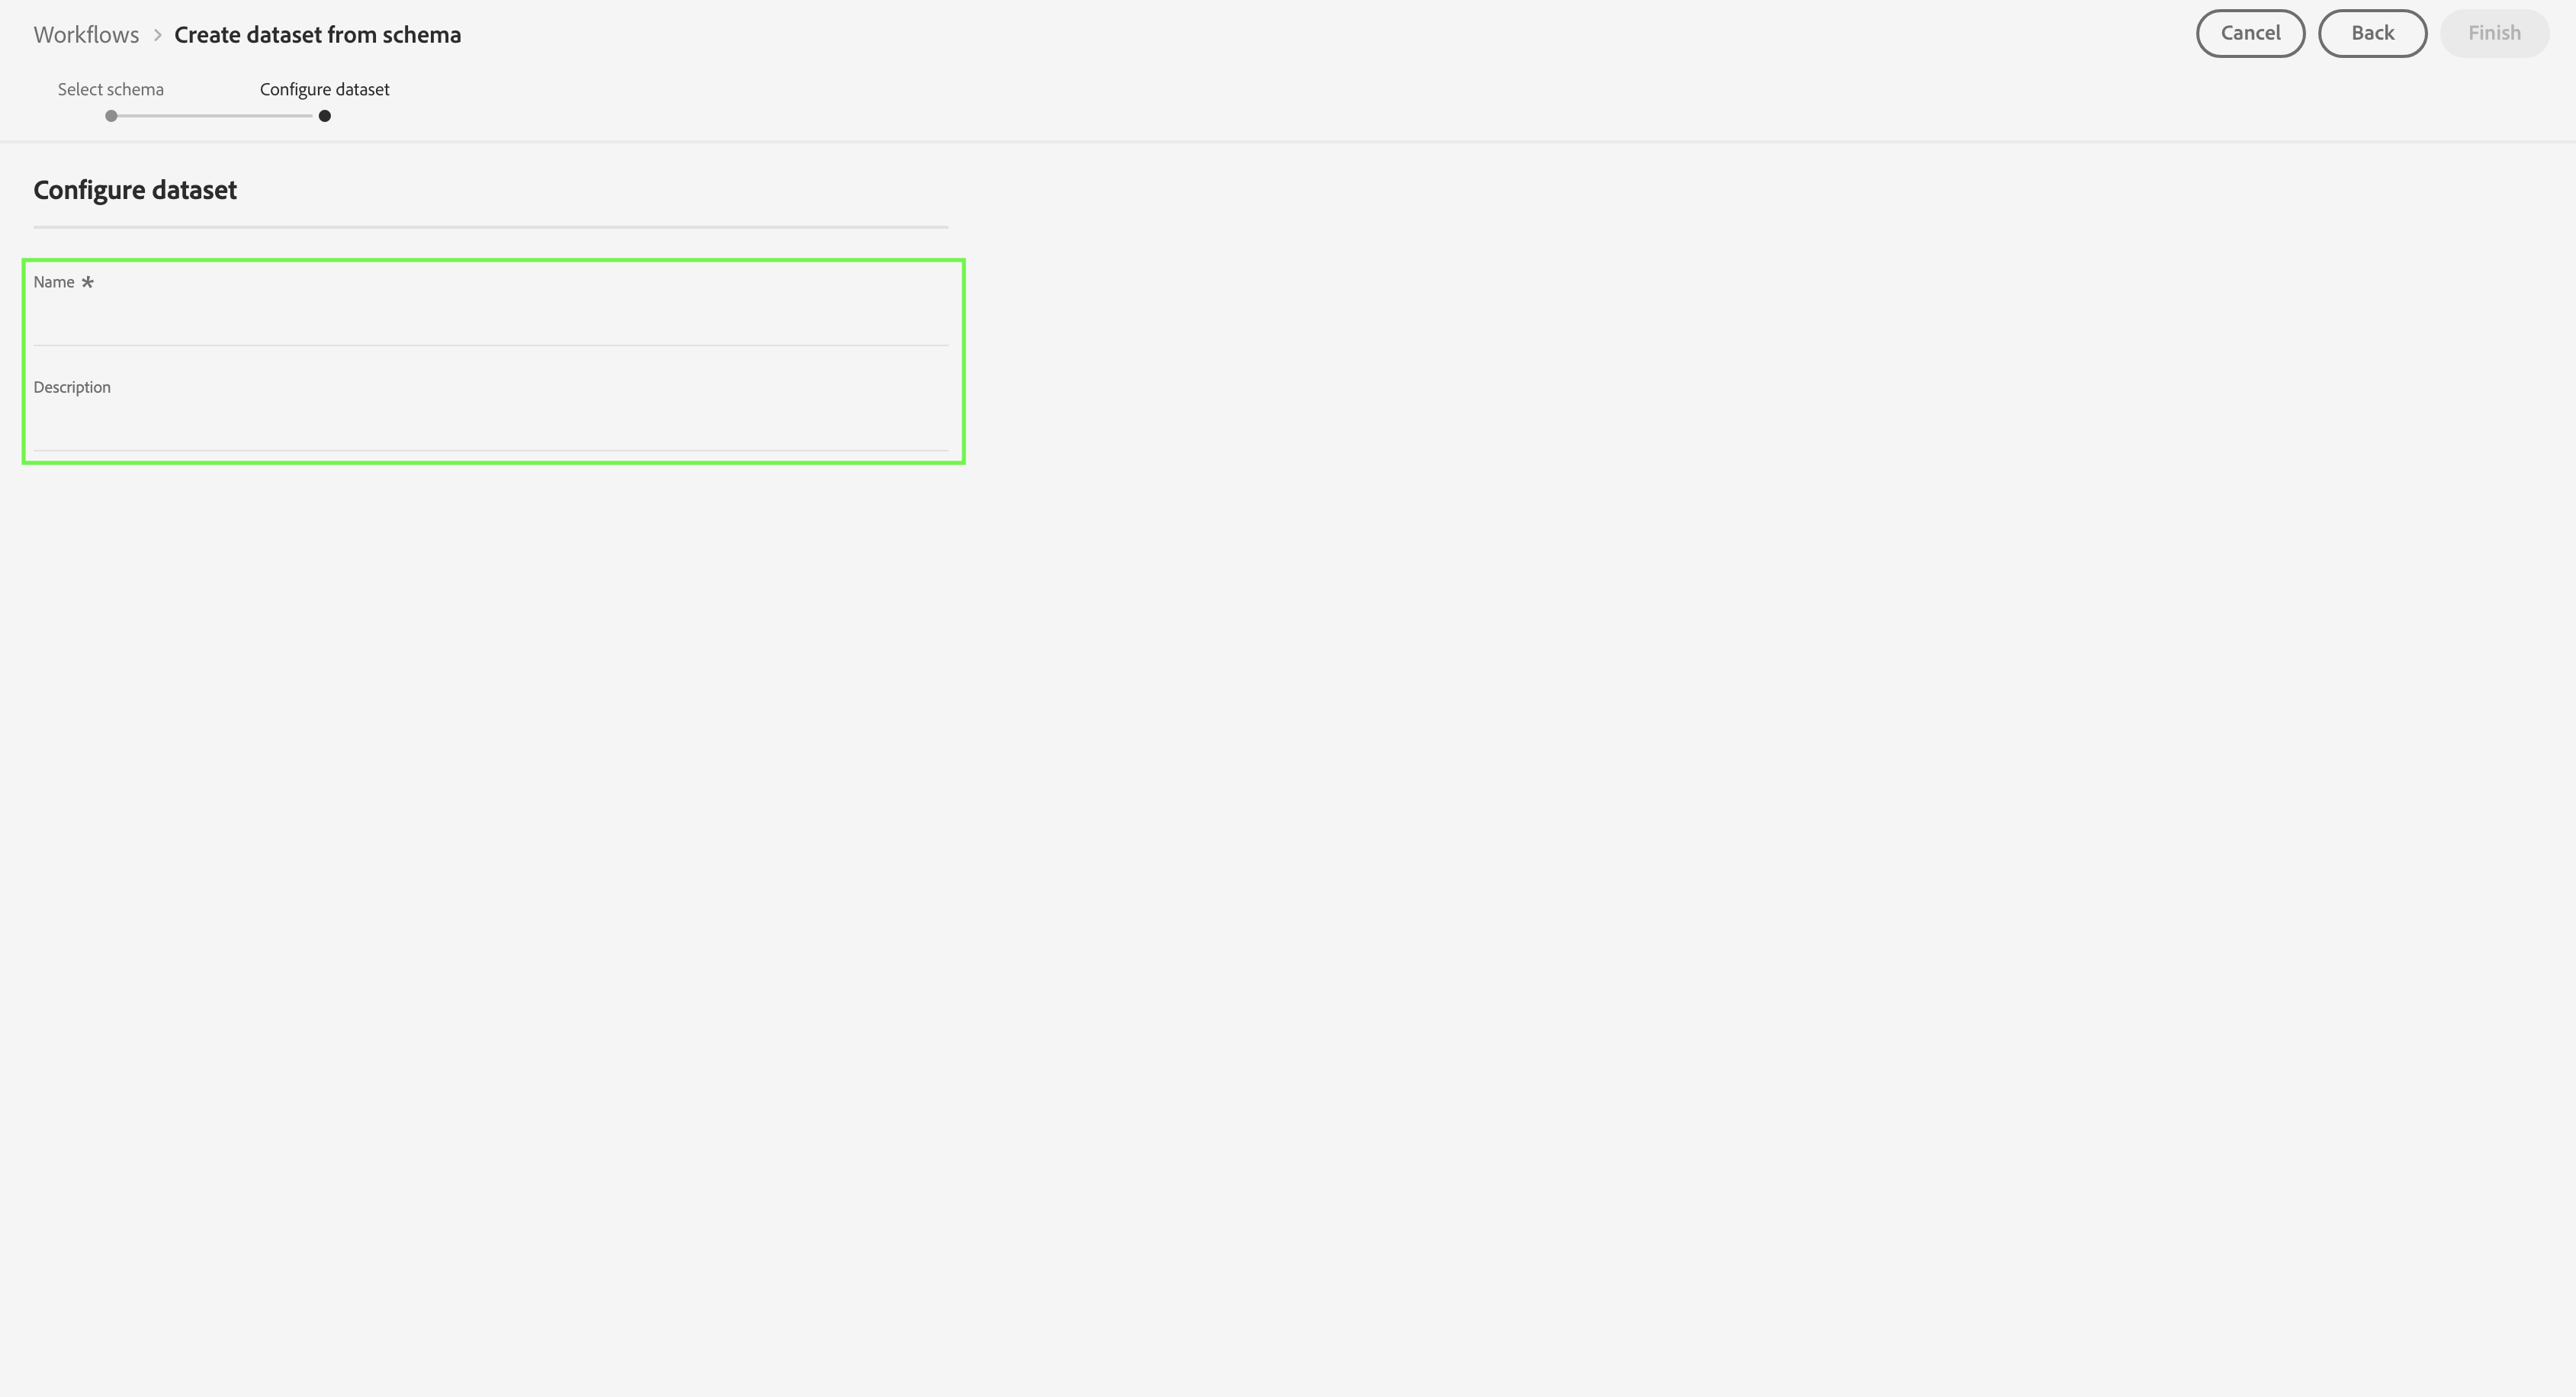 Workflows > Create dataset from schema
Cancel Back Finish
Select schema Configure dataset
Configure dataset
Name *
Description